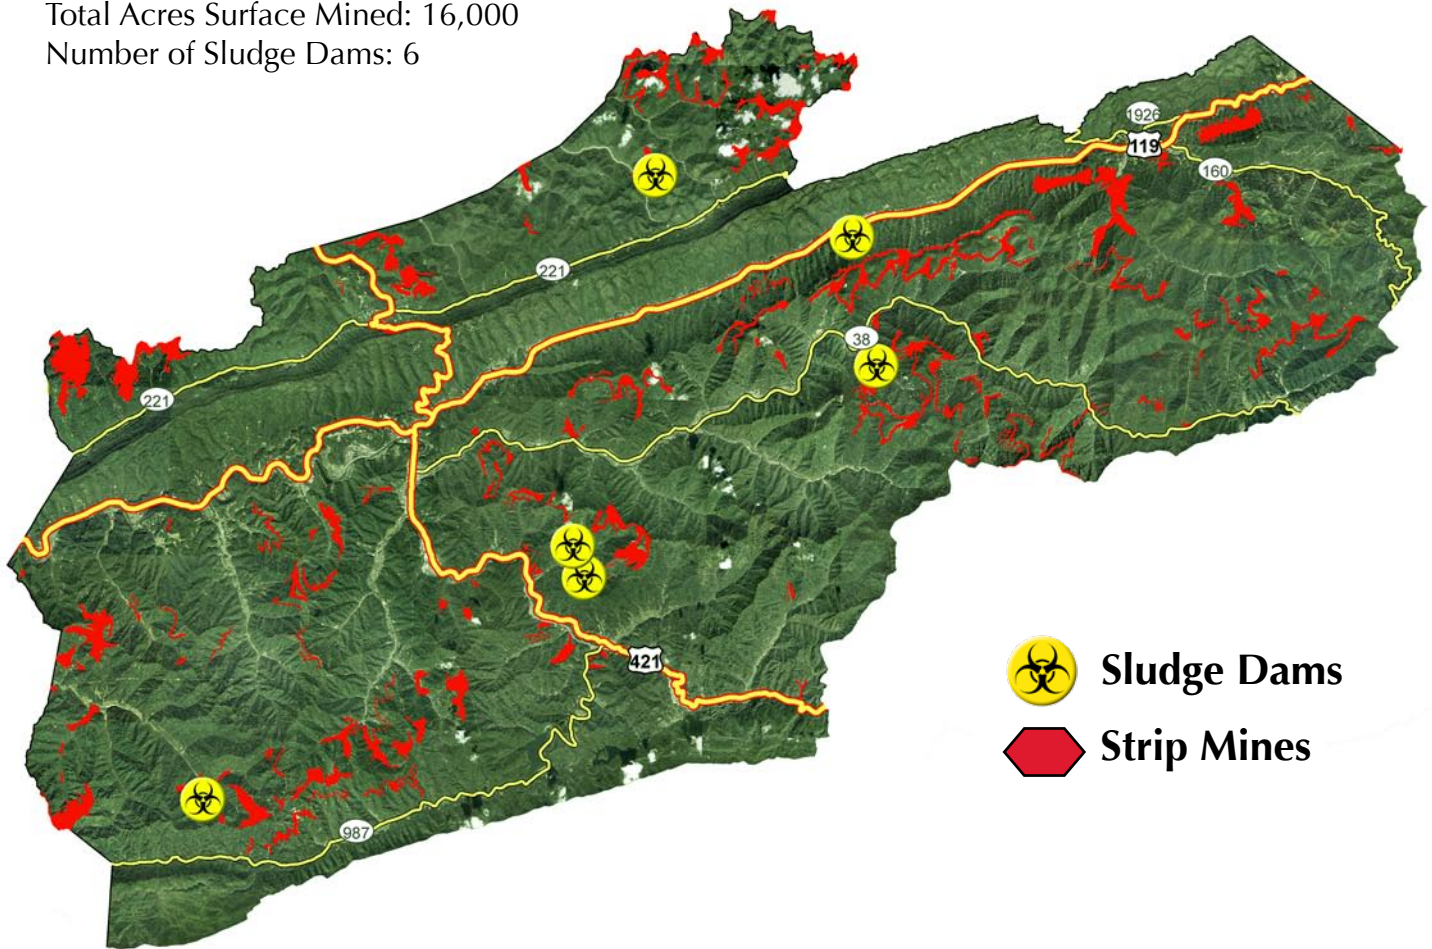 Total Acres Surface Mined: 16,000
Number of Sludge Dams: 6
1926
119
160
221
38
221
421
987
Sludge Dams
Strip Mines